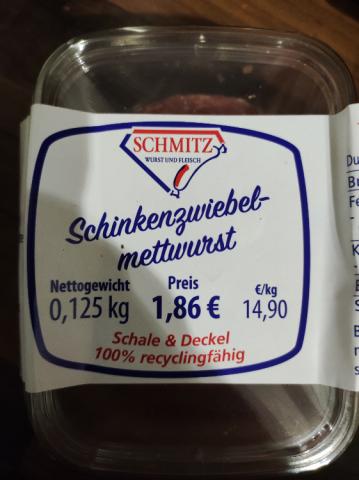 SCHMITZ
WURST UND FLEISCH
Schinkenzwiebel-
mettwurst
Nettogewicht Preis €/kg
0,125 kg 1,86 € 14,90
Schale & Deckel
100% recyclingfähig